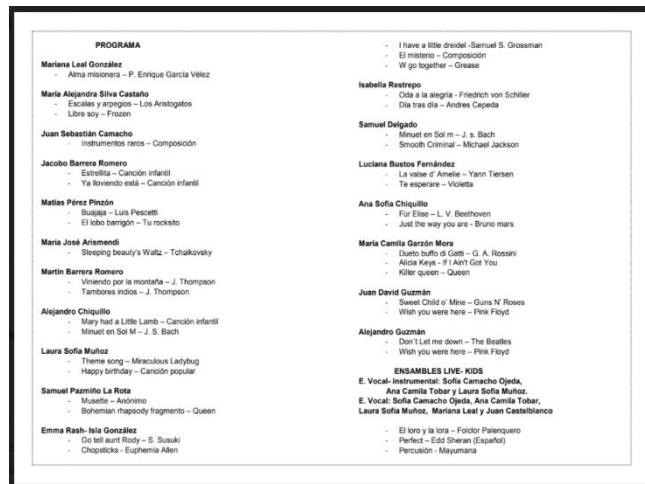 PROGRAMA
Mariana Leal González
- Alma misionera – P. Enrique García Vélez
María Alejandra Silva Castaño
- Escalas y arpegios – Los Aristogatos
- Libre soy – Frozen
Juan Sebastián Camacho
- Instrumentos raros – Composición
Jacobo Barrera Romero
- Estrellita – Canción infantil
- Ya lloviendo está – Canción infantil
Matías Pérez Pinzón
- Buajaja – Luis Pescetti
- El lobo barrigón – Tu rocksito
María José Arismendi
- Sleeping beauty's Waltz – Tchaikovsky
Martin Barrera Romero
- Viniendo por la montaña – J. Thompson
- Tambores indios – J. Thompson
Alejandro Chiquillo
- Mary had a Little Lamb – Canción infantil
- Minuet en Sol M – J. S. Bach
Laura Sofía Muñoz
- Theme song – Miraculous Ladybug
- Happy birthday – Canción popular
Samuel Pazmiño La Rota
- Musette – Anónimo
- Bohemian rhapsody fragmento – Queen
Emma Rash- Isla González
- Go tell aunt Rody – S. Susuki
- Chopsticks - Euphemia Allen
- I have a little dreidel -Samuel S. Grossman
- El misterio – Composición
- W go together – Grease
Isabella Restrepo
- Oda a la alegría - Friedrich von Schiller
- Día tras día – Andres Cepeda
Samuel Delgado
- Minuet en Sol m – J. s. Bach
- Smooth Criminal – Michael Jackson
Luciana Bustos Fernández
- La valse d' Amelie – Yann Tiersen
- Te esperare – Violetta
Ana Sofía Chiquillo
- Für Elise – L. V. Beethoven
- Just the way you are - Bruno mars
María Camila Garzón Mora
- Dueto buffo di Gatti – G. A. Rossini
- Alicia Keys - If I Ain't Got You
- Killer queen – Queen
Juan David Guzmán
- Sweet Child o' Mine – Guns N' Roses
- Wish you were here – Pink Floyd
Alejandro Guzmán
- Don´t Let me down – The Beatles
- Wish you were here – Pink Floyd
ENSAMBLES LIVE- KIDS
E. Vocal- instrumental: Sofía Camacho Ojeda,
Ana Camila Tobar y Laura Sofía Muñoz.
E. Vocal: Sofía Camacho Ojeda, Ana Camila Tobar,
Laura Sofía Muñoz, Mariana Leal y Juan Castelblanco
- El loro y la lora – Folclor Palenquero
- Perfect – Edd Sheran (Español)
- Percusión - Mayumana